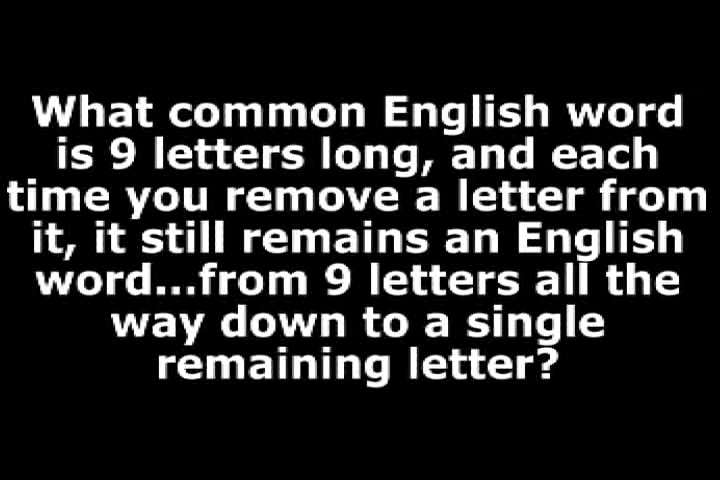 What common English word
is 9 letters long, and each
time you remove a letter from
it, it still remains an English
word...from 9 letters all the
way down to a single
remaining letter?